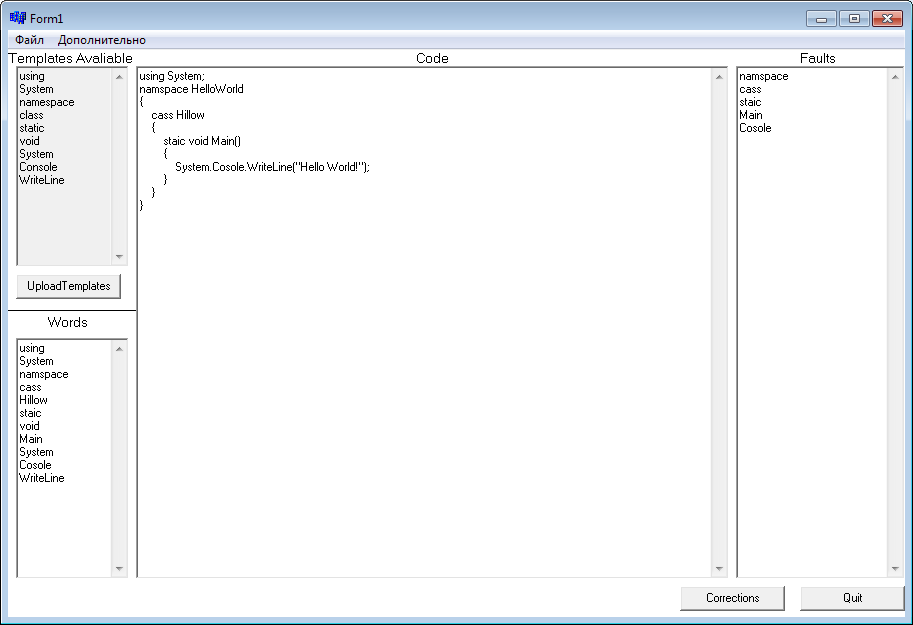 Form1
Файл Дополнительно
Templates Avaliable
using
System
namespace
class
static
void
System
Console
WriteLine
UploadTemplates
Words
using
System
namspace
cass
Hillow
staic
void
Main
System
Cosole
WriteLine
Code
using System;
namspace HelloWorld
{
cass Hillow
{
staic void Main()
{
System.Cosole.WriteLine("Hello World!");
}
}
}
Faults
namspace
cass
staic
Main
Cosole
Corrections
Quit